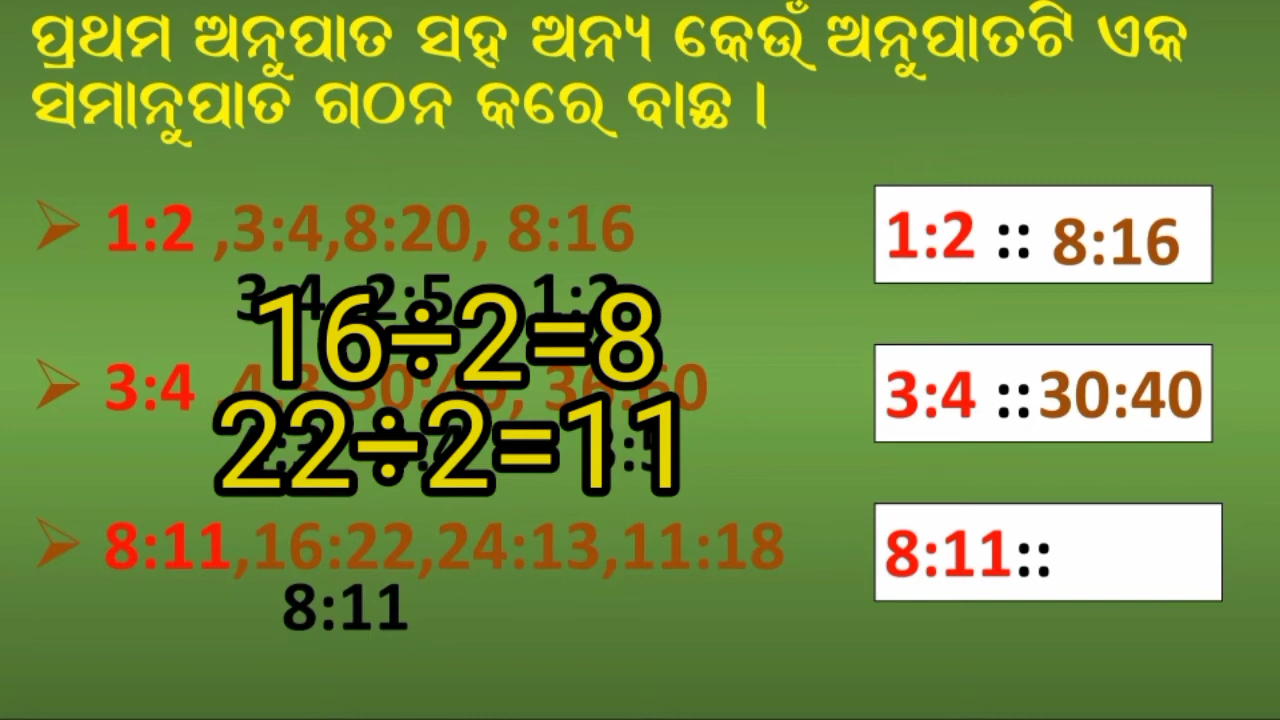 ପ୍ରଥମ ଅନୁପାତ ସହ ଅନ୍ୟ କେଉଁ ଅନୁପାତଟି ଏକ
ସମାନୁପାତ ଗଠନ କରେ ବାଛ ।
1:2 ,3:4,8:20, 8:16
1:2 :: 8:16
16÷2=8
3:4
3:4 ::30:40
22÷2=11
8:11,16:22,24:13,11:18
8:11::
8:11